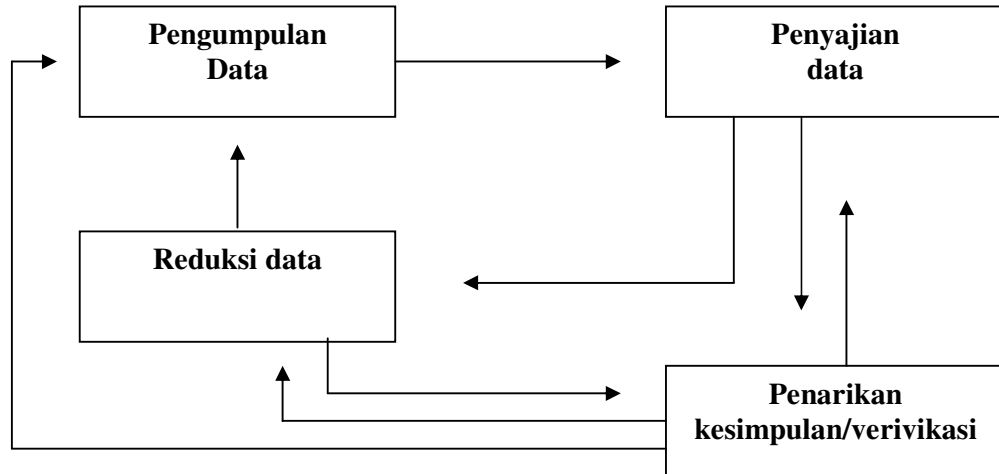 Pengumpulan
Data
Penyajian
data
Reduksi data
Penarikan
kesimpulan/verivikasi